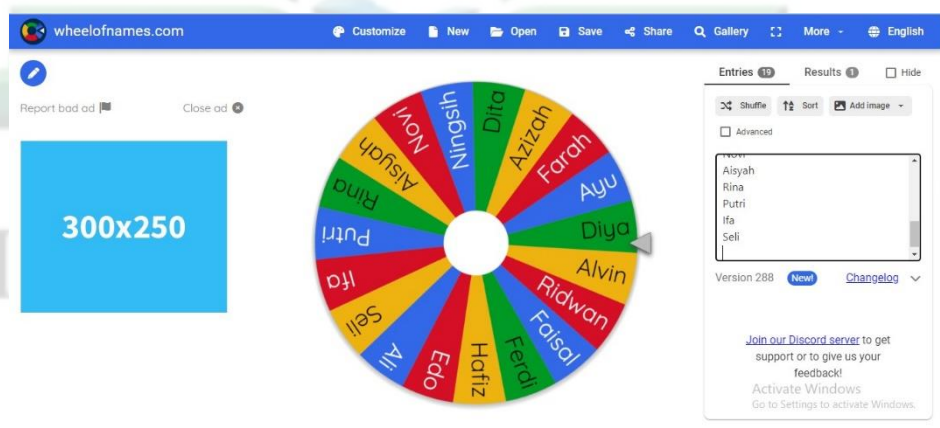 wheelofnames.com Customize New Open Save Share Gallery More English
Report bad ad Close ad
300x250
Ningsih
Dita
Azizah
Farah
Ayu
Diya
Alvin
Ridwan
Faisal
Ferdi
Hafiz
Edo
Ali
Seli
Ifa
Putri
Rina
Aisyah
Novi
Entries 19 Results 1 Hide
Shuffle Sort Add image
Advanced
Novi
Aisyah
Rina
Putri
Ifa
Seli
Version 288 New! Changelog
Join our Discord server to get
support or to give us your
feedback!
Activate Windows
Go to Settings to activate Windows.